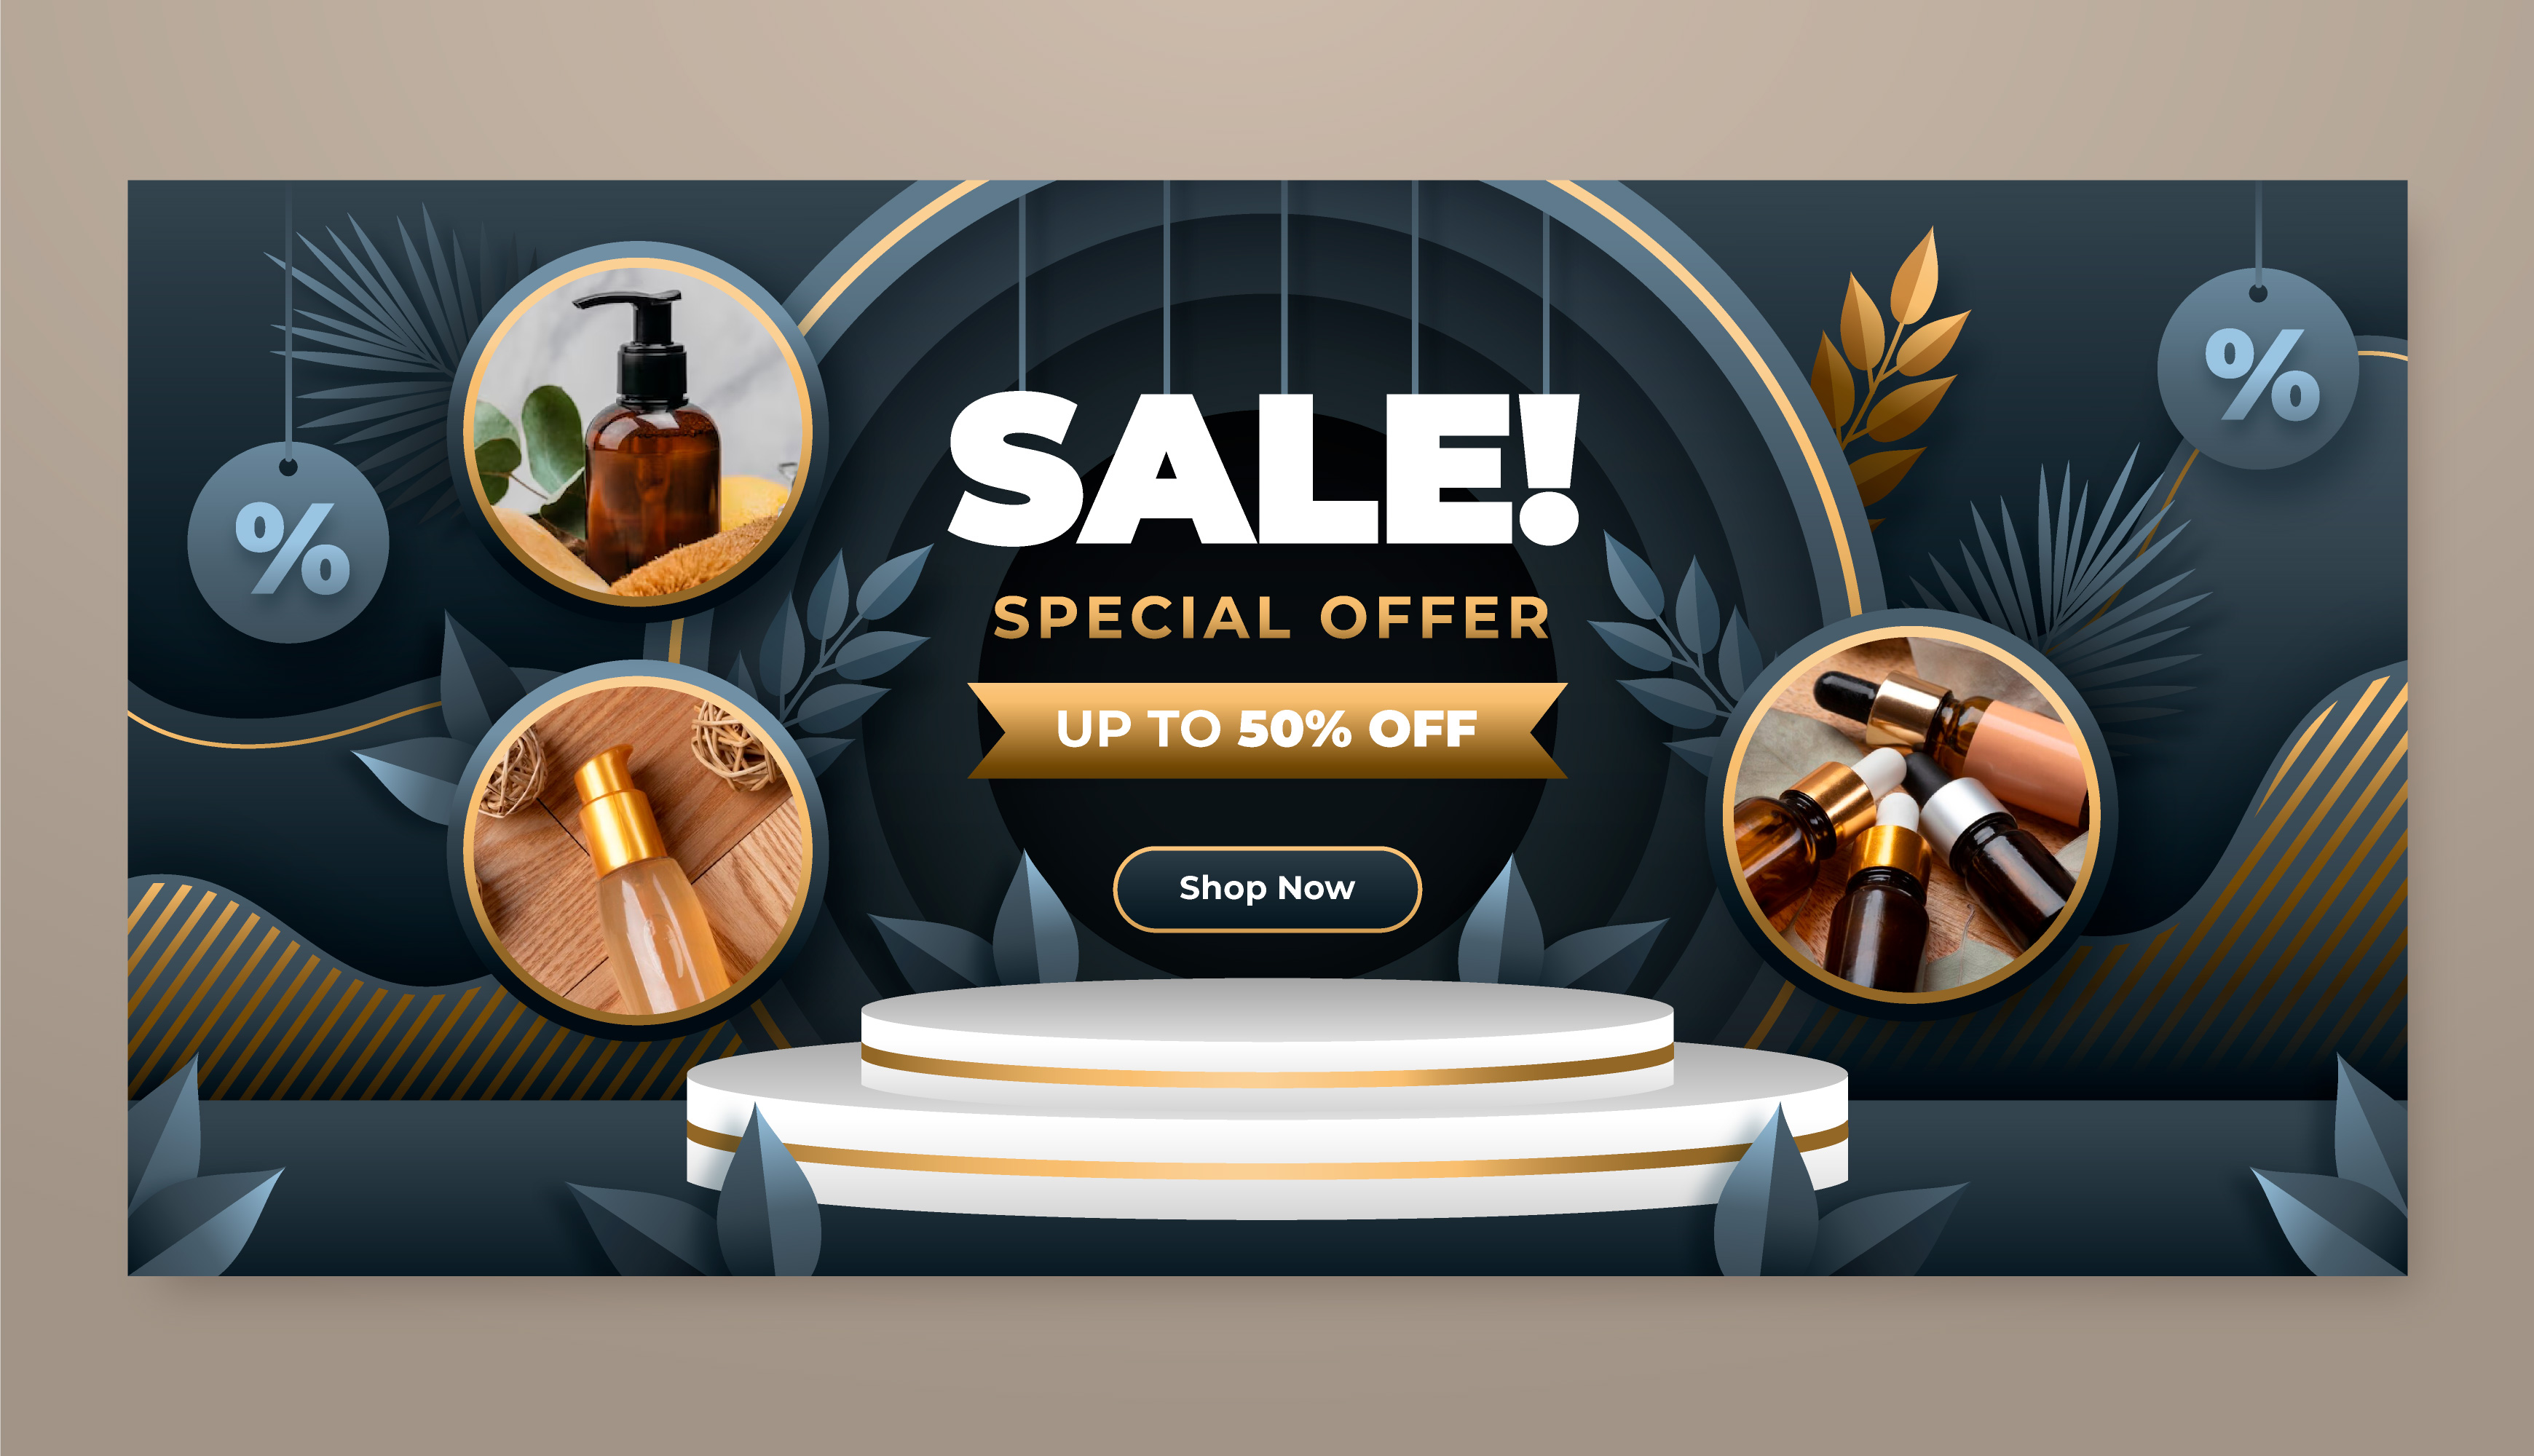 %
SALE!
%
SPECIAL OFFER
UP TO 50% OFF
Shop Now